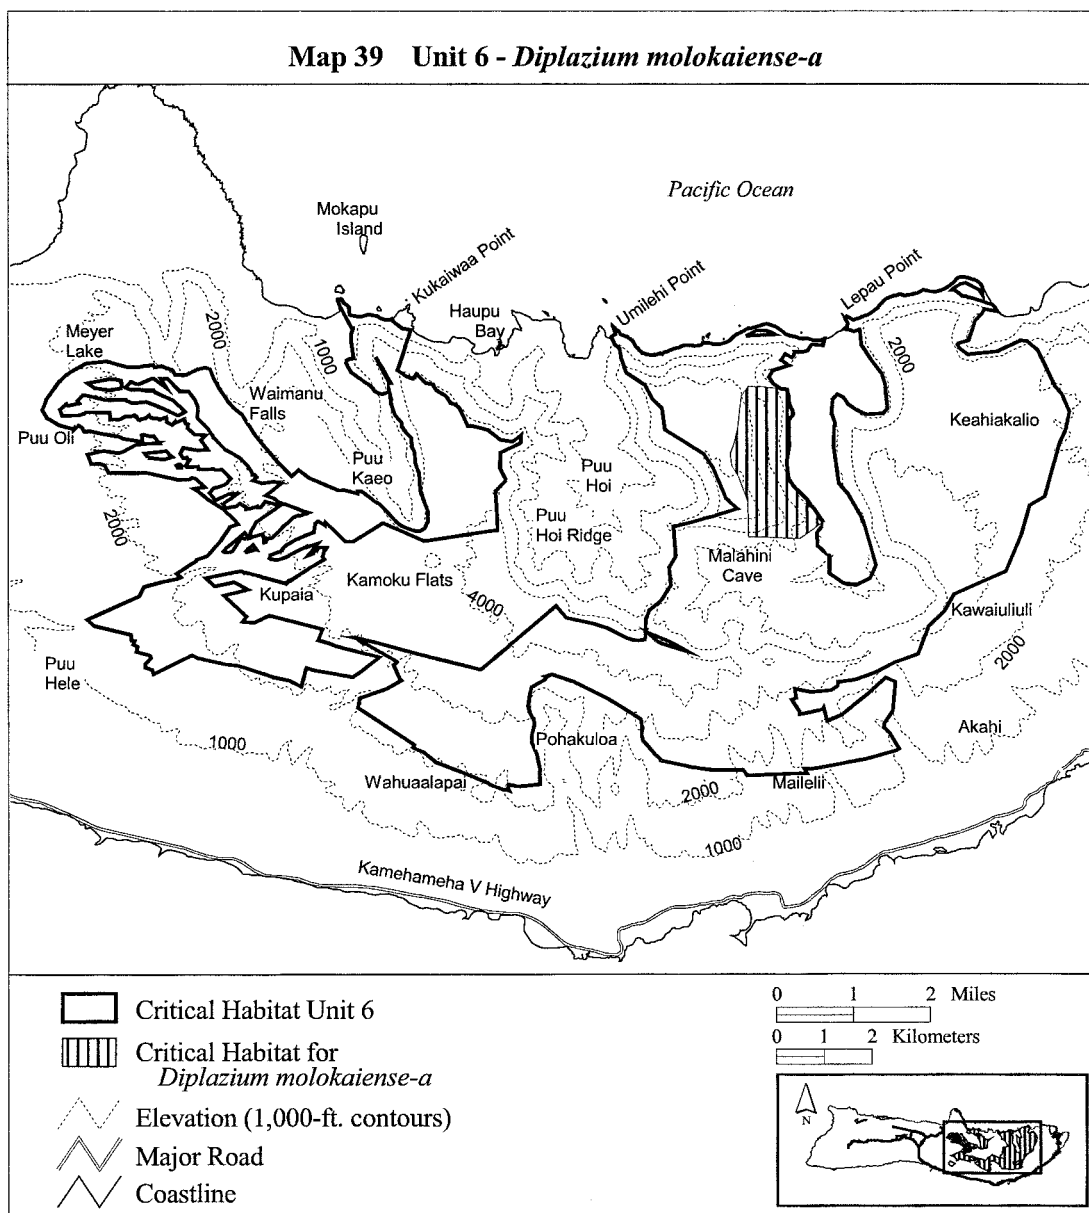 Map 39 Unit 6 - Diplazium molokaiense-a
Pacific Ocean
Mokapu
Island
Kukaiwaa Point
Haupu
Bay
Umilehi Point
Lepau Point
Meyer
Lake
2000
1000
2000
Waimanu
Falls
Puu Oli
Puu
Kaeo
Puu
Hoi
Keahiakalio
2000
Puu
Hoi Ridge
Malahini
Cave
Kamoku Flats
Kupaia
4000
Kawaiuliuli
2000
Puu
Hele
1000
Pohakuloa
Akahi
Wahuaalapai
2000
Mailelii
1000
Kamehameha V Highway
Critical Habitat Unit 6
Critical Habitat for
Diplazium molokaiense-a
Elevation (1,000-ft. contours)
Major Road
Coastline
0 1 2 Miles
0 1 2 Kilometers
N